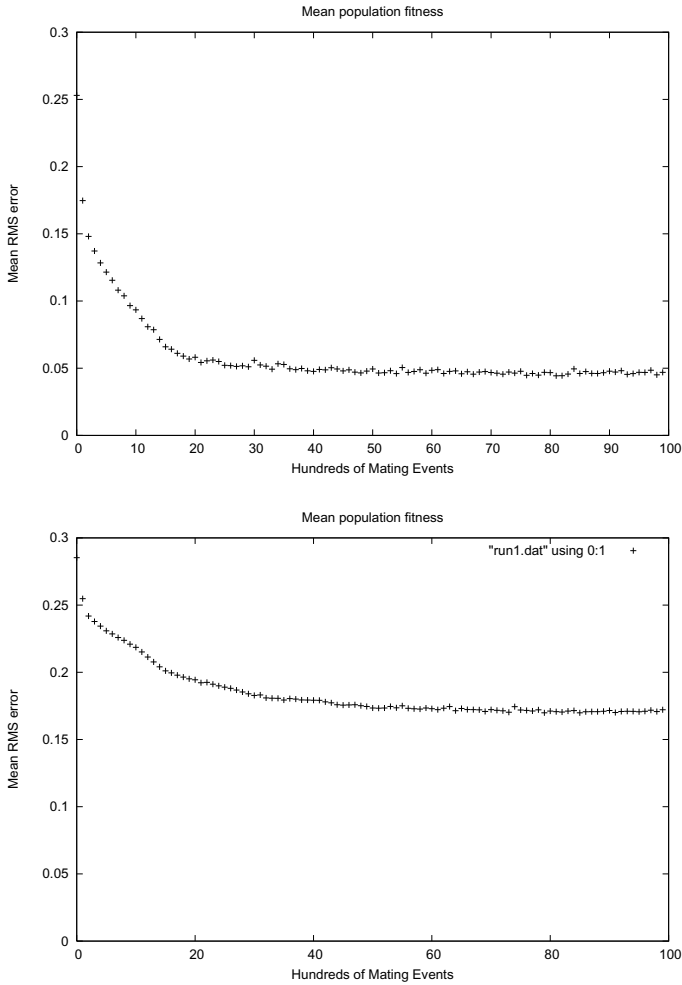 Mean population fitness
0.3
0.25
0.2
0.15
0.1
0.05
0
Mean RMS error
0 10 20 30 40 50 60 70 80 90 100
Hundreds of Mating Events
Mean population fitness
"run1.dat" using 0:1
0.3
0.25
0.2
0.15
0.1
0.05
0
Mean RMS error
0 20 40 60 80 100
Hundreds of Mating Events